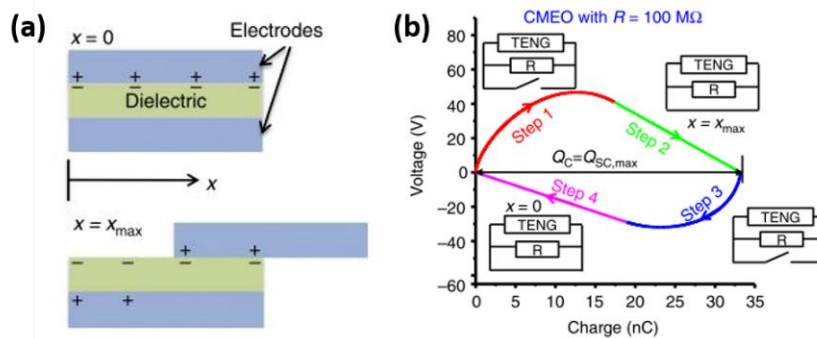 (a)
x = 0
Electrodes
+ + + +
− − − −
Dielectric
x
x = xmax
+ +
− − − −
+ +
(b)
CMEO with R = 100 MΩ
Voltage (V)
80
60
40
20
0
−20
−40
−60
TENG
R
TENG
R
x = xmax
Step 1
Step 2
QC=QSC,max
Step 4
Step 3
x = 0
TENG
R
TENG
R
0 5 10 15 20 25 30 35
Charge (nC)